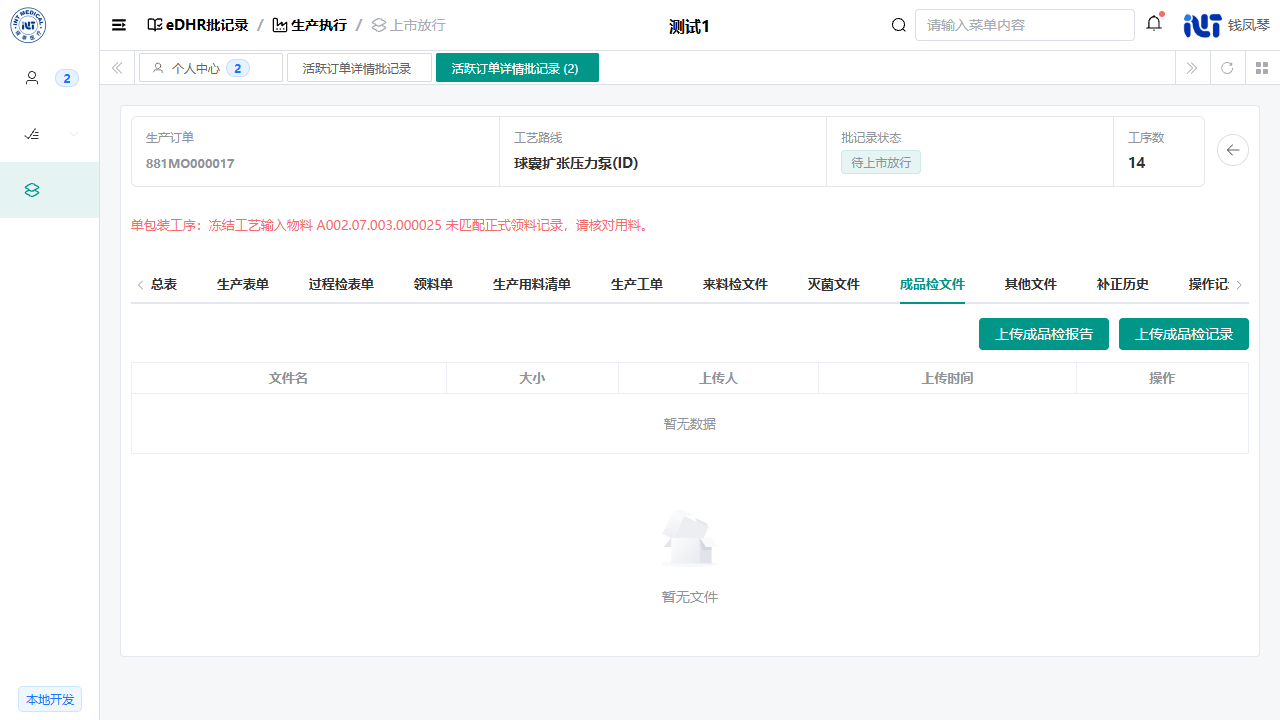 INT MEDICAL
INT
eDHR批记录 / 生产执行 / 上市放行
测试1
请输入菜单内容
钱凤琴
2
个人中心 2
活跃订单详情批记录
活跃订单详情批记录 (2)
生产订单
881MO000017
工艺路线
球囊扩张压力泵(ID)
批记录状态
待上市放行
工序数
14
单包装工序：冻结工艺输入物料 A002.07.003.000025 未匹配正式领料记录，请核对用料。
总表 生产表单 过程检表单 领料单 生产用料清单 生产工单 来料检文件 灭菌文件 成品检文件 其他文件 补正历史 操作记
上传成品检报告 上传成品检记录
文件名 大小 上传人 上传时间 操作
暂无数据
暂无文件
本地开发